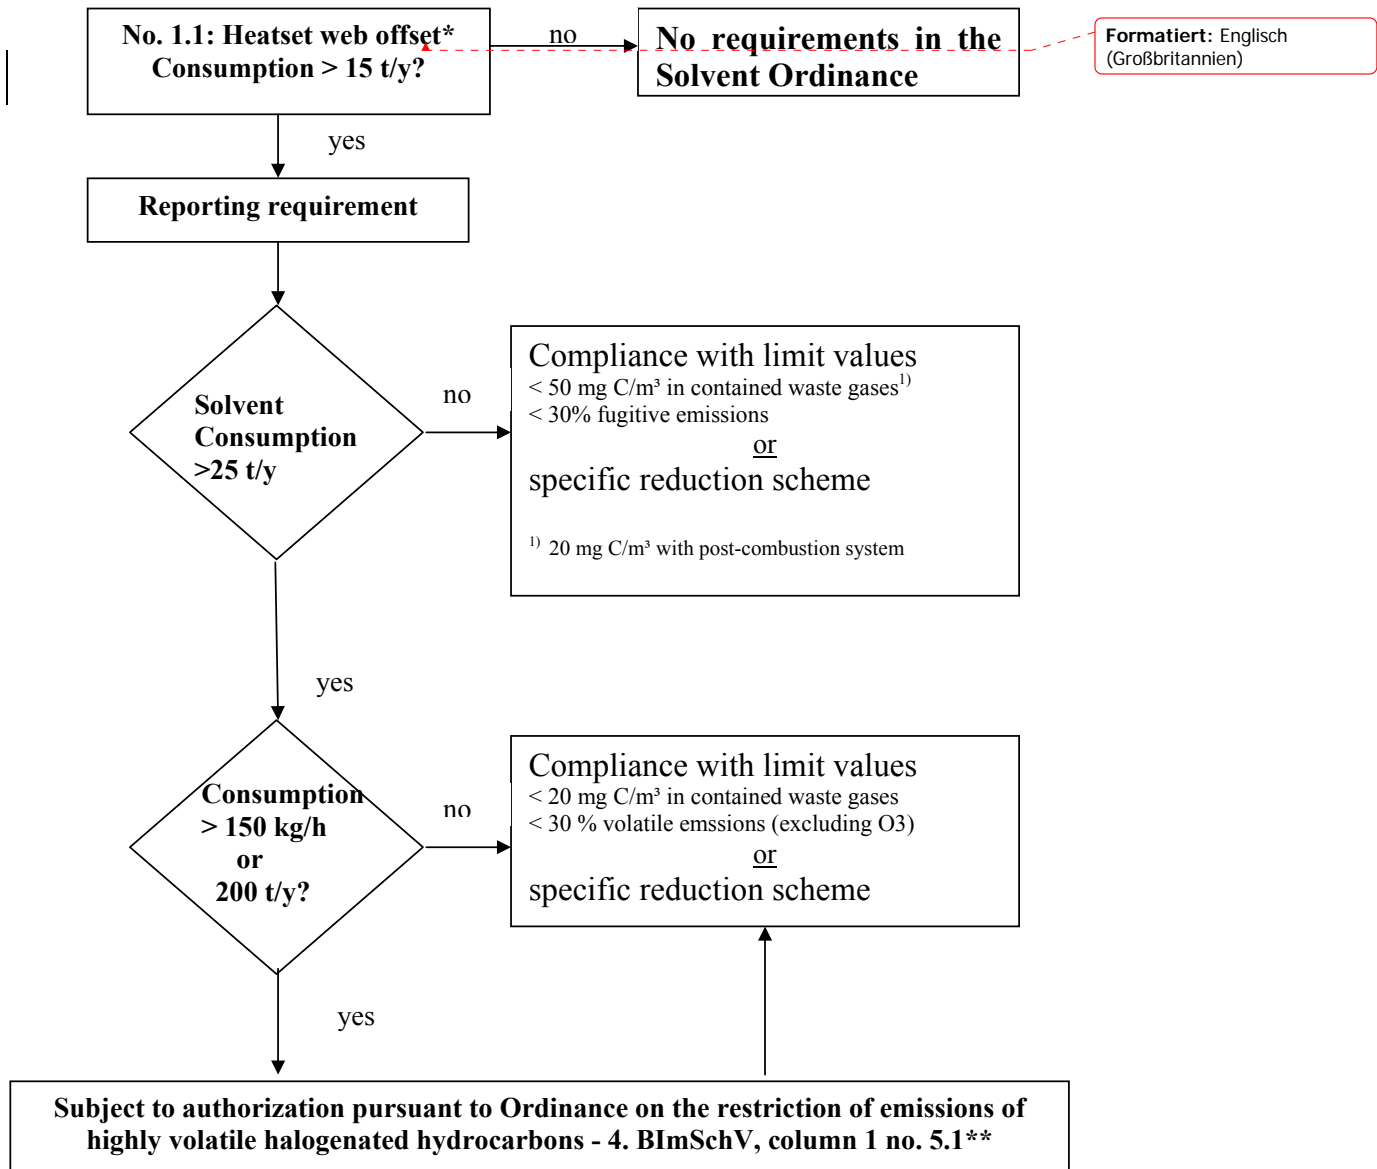 No. 1.1: Heatset web offset*
Consumption > 15 t/y?
no
No requirements in the
Solvent Ordinance
Formatiert: Englisch
(Großbritannien)
yes
Reporting requirement
Solvent
Consumption
>25 t/y
no
Compliance with limit values
< 50 mg C/m³ in contained waste gases¹⁾
< 30% fugitive emissions
or
specific reduction scheme
¹⁾ 20 mg C/m³ with post-combustion system
yes
Consumption
> 150 kg/h
or
200 t/y?
no
Compliance with limit values
< 20 mg C/m³ in contained waste gases
< 30 % volatile emssions (excluding O3)
or
specific reduction scheme
yes
Subject to authorization pursuant to Ordinance on the restriction of emissions of
highly volatile halogenated hydrocarbons - 4. BImSchV, column 1 no. 5.1**